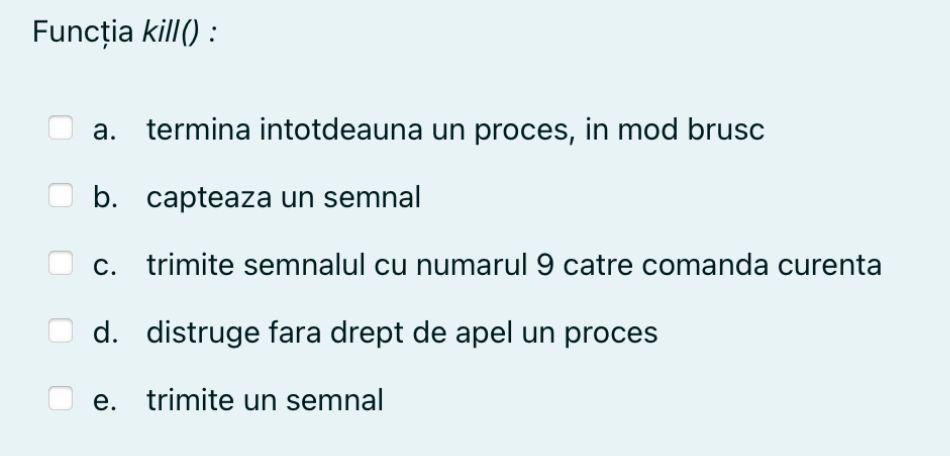 Funcția kill() :
a. termina intotdeauna un proces, in mod brusc
b. capteaza un semnal
c. trimite semnalul cu numarul 9 catre comanda curenta
d. distruge fara drept de apel un proces
e. trimite un semnal